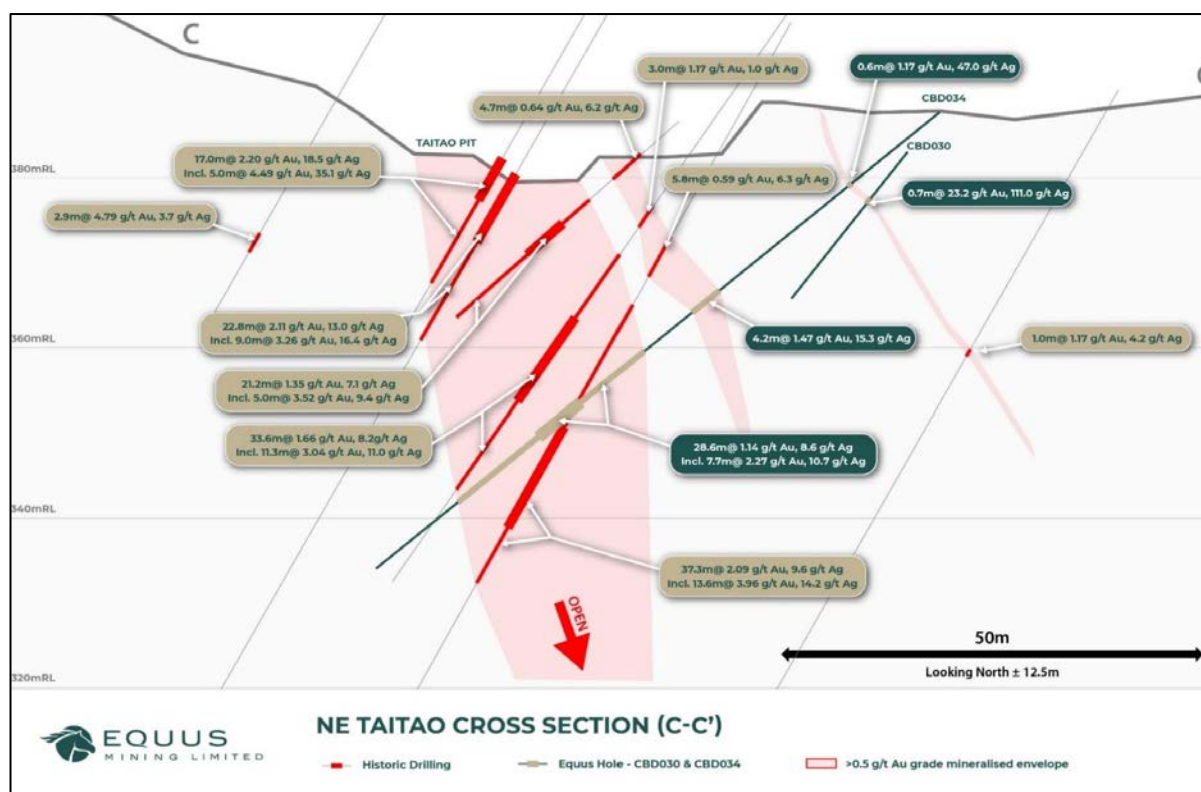 C
C
3.0m@ 1.17 g/t Au, 1.0 g/t Ag
0.6m@ 1.17 g/t Au, 47.0 g/t Ag
CBD034
4.7m@ 0.64 g/t Au, 6.2 g/t Ag
TAITAO PIT
CBD030
380mRL
17.0m@ 2.20 g/t Au, 18.5 g/t Ag
Incl. 5.0m@ 4.49 g/t Au, 35.1 g/t Ag
5.8m@ 0.59 g/t Au, 6.3 g/t Ag
0.7m@ 23.2 g/t Au, 111.0 g/t Ag
2.9m@ 4.79 g/t Au, 3.7 g/t Ag
22.8m@ 2.11 g/t Au, 13.0 g/t Ag
Incl. 9.0m@ 3.26 g/t Au, 16.4 g/t Ag
4.2m@ 1.47 g/t Au, 15.3 g/t Ag
1.0m@ 1.17 g/t Au, 4.2 g/t Ag
360mRL
21.2m@ 1.35 g/t Au, 7.1 g/t Ag
Incl. 5.0m@ 3.52 g/t Au, 9.4 g/t Ag
33.6m@ 1.66 g/t Au, 8.2g/t Ag
Incl. 11.3m@ 3.04 g/t Au, 11.0 g/t Ag
28.6m@ 1.14 g/t Au, 8.6 g/t Ag
Incl. 7.7m@ 2.27 g/t Au, 10.7 g/t Ag
340mRL
37.3m@ 2.09 g/t Au, 9.6 g/t Ag
Incl. 13.6m@ 3.96 g/t Au, 14.2 g/t Ag
OPEN
50m
Looking North ± 12.5m
320mRL
EQUUS
MINING LIMITED
NE TAITAO CROSS SECTION (C-C’)
Historic Drilling
Equus Hole - CBD030 & CBD034
>0.5 g/t Au grade mineralised envelope